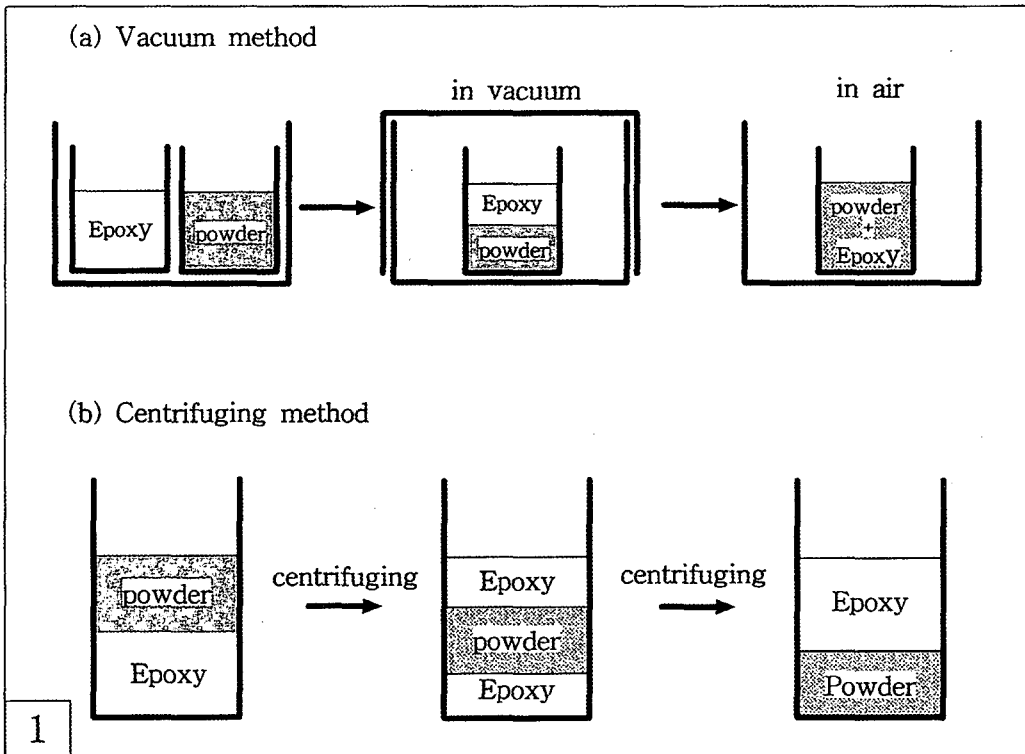 (a) Vacuum method
in vacuum
in air
Epoxy
powder
Epoxy
powder
powder
+
Epoxy
(b) Centrifuging method
powder
Epoxy
centrifuging
Epoxy
powder
Epoxy
centrifuging
Epoxy
Powder
1